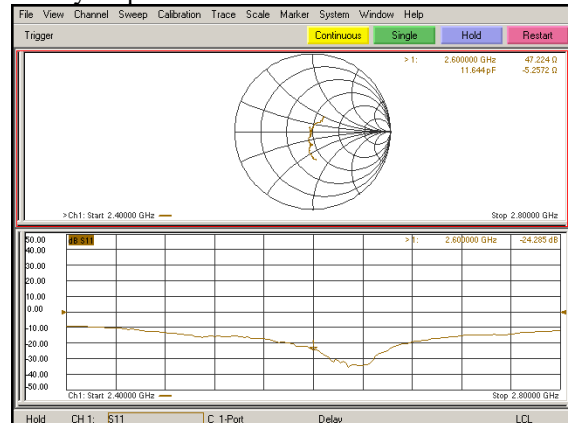 File View Channel Sweep Calibration Trace Scale Marker System Window Help
Trigger Continuous Single Hold Restart
> 1: 2.600000 GHz 47.224 Ω
11.644 pF -5.2572 Ω
>Ch1: Start 2.40000 GHz Stop 2.80000 GHz
50.00 dB S11 > 1: 2.600000 GHz -24.285 dB
40.00
30.00
20.00
10.00
0.00
-10.00
-20.00
-30.00
-40.00
-50.00
Ch1: Start 2.40000 GHz Stop 2.80000 GHz
Hold CH 1: S11 C 1-Port Delay LCL